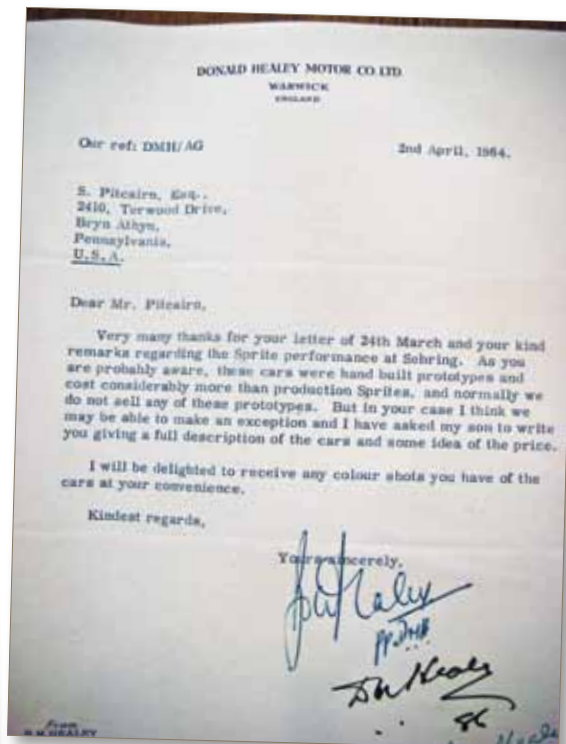 DONALD HEALEY MOTOR CO LTD.
WARWICK
ENGLAND
Our ref: DMH/AG
2nd April, 1964.
S. Pitcairn, Esq.,
2410, Terwood Drive,
Bryn Athyn,
Pennsylvania,
U.S.A.
Dear Mr. Pitcairn,
Very many thanks for your letter of 24th March and your kind
remarks regarding the Sprite performance at Sebring. As you
are probably aware, these cars were hand built prototypes and
cost considerably more than production Sprites, and normally we
do not sell any of these prototypes. But in your case I think we
may be able to make an exception and I have asked my son to write
you giving a full description of the cars and some idea of the price.
I will be delighted to receive any colour shots you have of the
cars at your convenience.
Kindest regards,
Yours sincerely,
Healey
pp. DMH
DM Healey
86
From
D.M. HEALEY